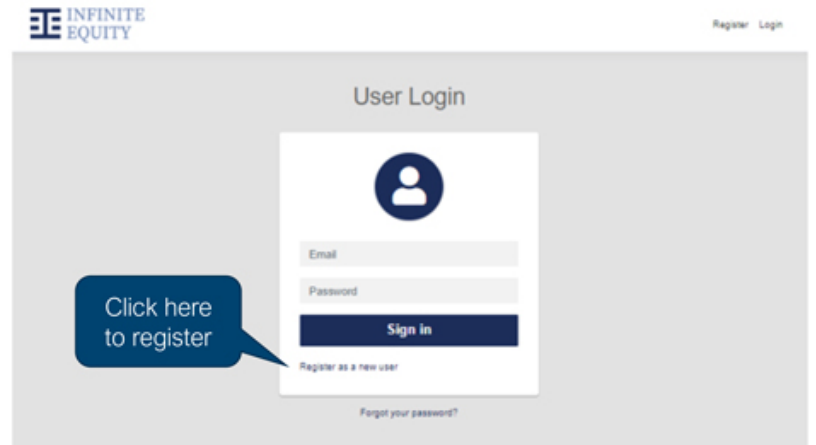 INFINITE
EQUITY
Register Login
User Login
Email
Password
Sign in
Click here
to register
Register as a new user
Forgot your password?